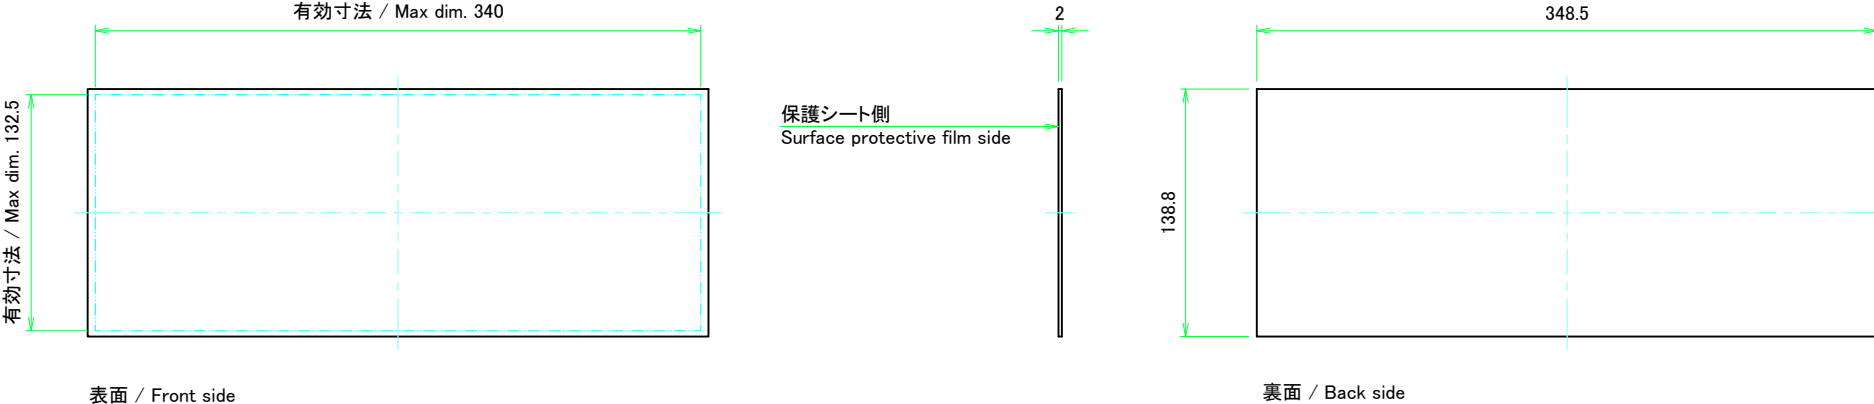 有効寸法 / Max dim. 340
2
348.5
有効寸法 / Max dim. 132.5
保護シート側
Surface protective film side
138.8
表面 / Front side
裏面 / Back side